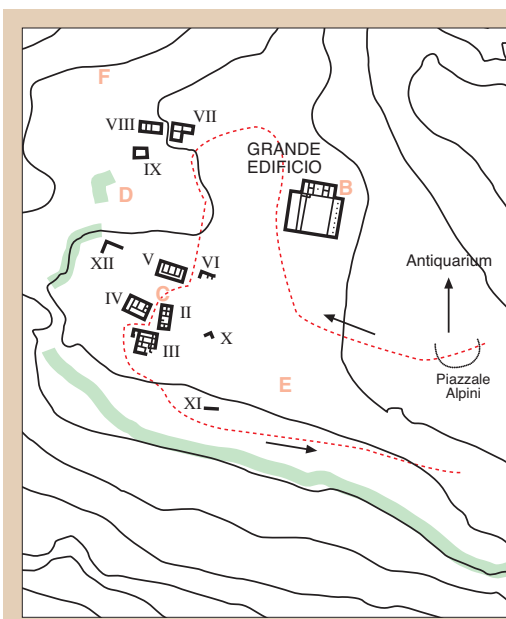 F
VIII
VII
IX
GRANDE
EDIFICIO
B
D
XII
V
VI
Antiquarium
C
IV
II
III
X
Piazzale
Alpini
E
XI